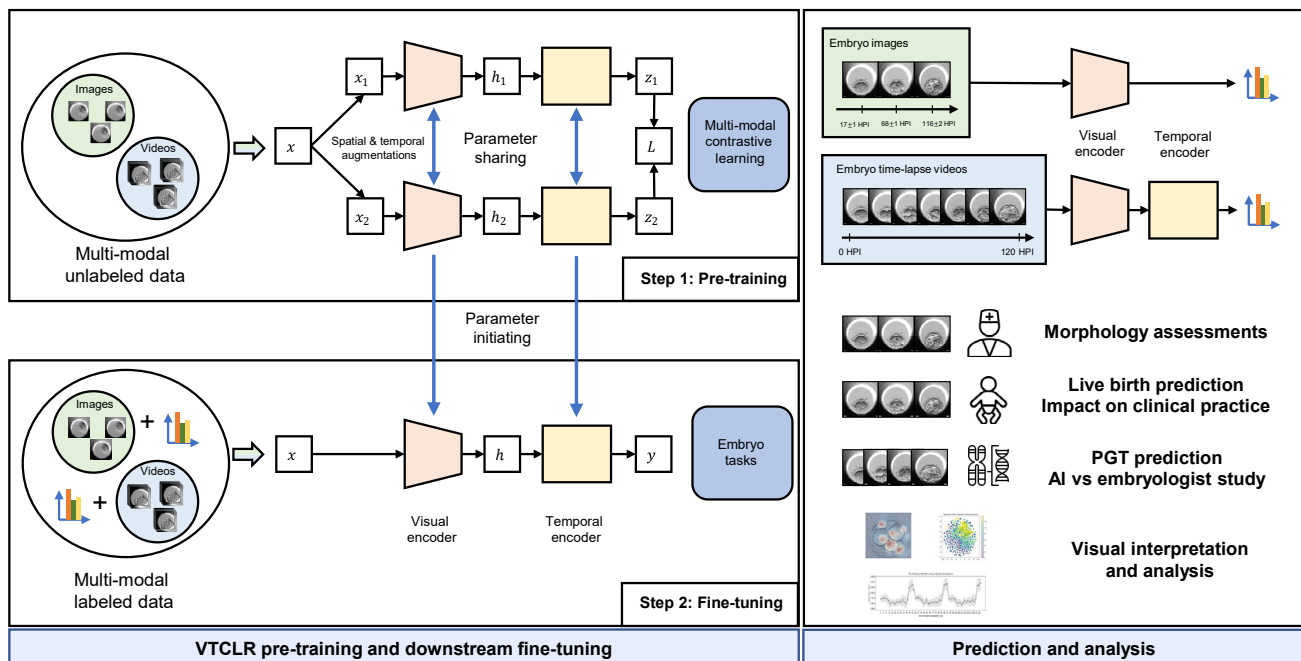 Images
Videos
Multi-modal
unlabeled data
x
x₁
x₂
Spatial & temporal
augmentations
h₁
h₂
Parameter
sharing
z₁
L
z₂
Multi-modal
contrastive
learning
Step 1: Pre-training
Parameter
initiating
Images
+
+
Videos
Multi-modal
labeled data
x
h
y
Visual
encoder
Temporal
encoder
Embryo
tasks
Step 2: Fine-tuning
VTCLR pre-training and downstream fine-tuning
Embryo images
17±1 HPI
68±1 HPI
116±2 HPI
Visual
encoder
Temporal
encoder
Embryo time-lapse videos
0 HPI
120 HPI
Morphology assessments
Live birth prediction
Impact on clinical practice
PGT prediction
AI vs embryologist study
Visual interpretation
and analysis
Prediction and analysis